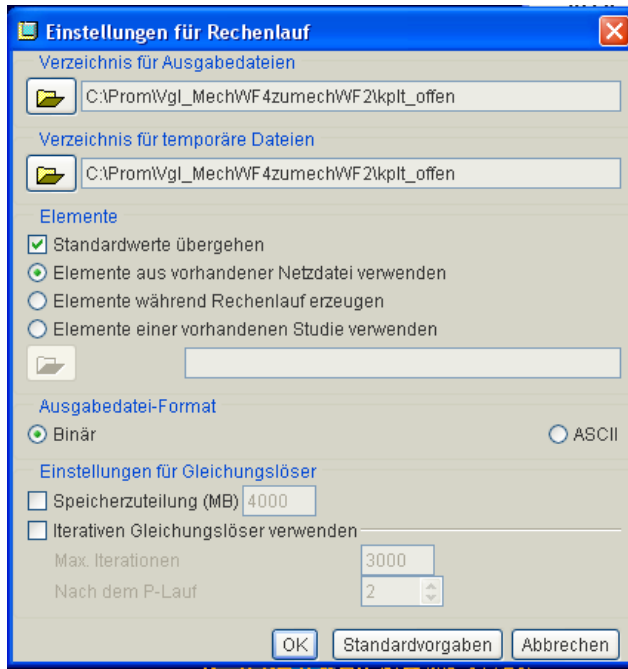 Einstellungen für Rechenlauf
Verzeichnis für Ausgabedateien
C:\Prom\Vgl_MechWF4zumechWF2\kplt_offen
Verzeichnis für temporäre Dateien
C:\Prom\Vgl_MechWF4zumechWF2\kplt_offen
Elemente
Standardwerte übergehen
Elemente aus vorhandener Netzdatei verwenden
Elemente während Rechenlauf erzeugen
Elemente einer vorhandenen Studie verwenden
Ausgabedatei-Format
Binär ASCII
Einstellungen für Gleichungslöser
Speicherzuteilung (MB) 4000
Iterativen Gleichungslöser verwenden
Max. Iterationen 3000
Nach dem P-Lauf 2
OK Standardvorgaben Abbrechen